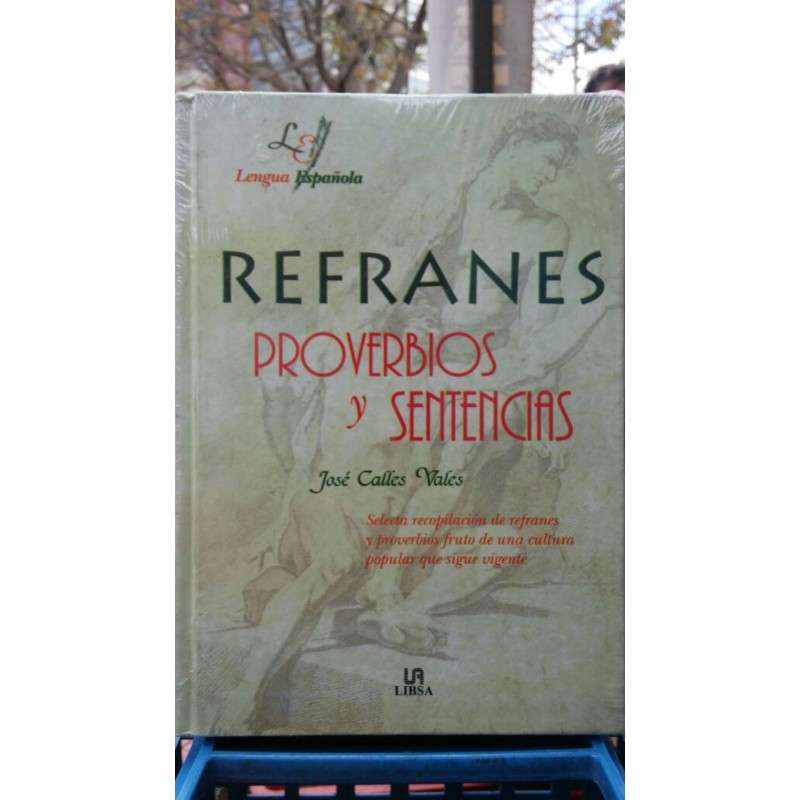 LE
Lengua Española
REFRANES
PROVERBIOS
y SENTENCIAS
José Calles Vales
Selecta recopilación de refranes
y proverbios fruto de una cultura
popular que sigue vigente
LIBSA